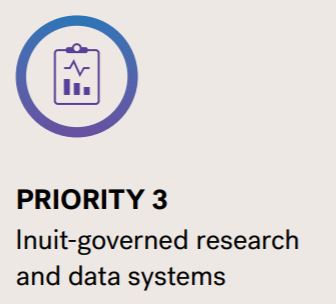 PRIORITY 3
Inuit-governed research
and data systems